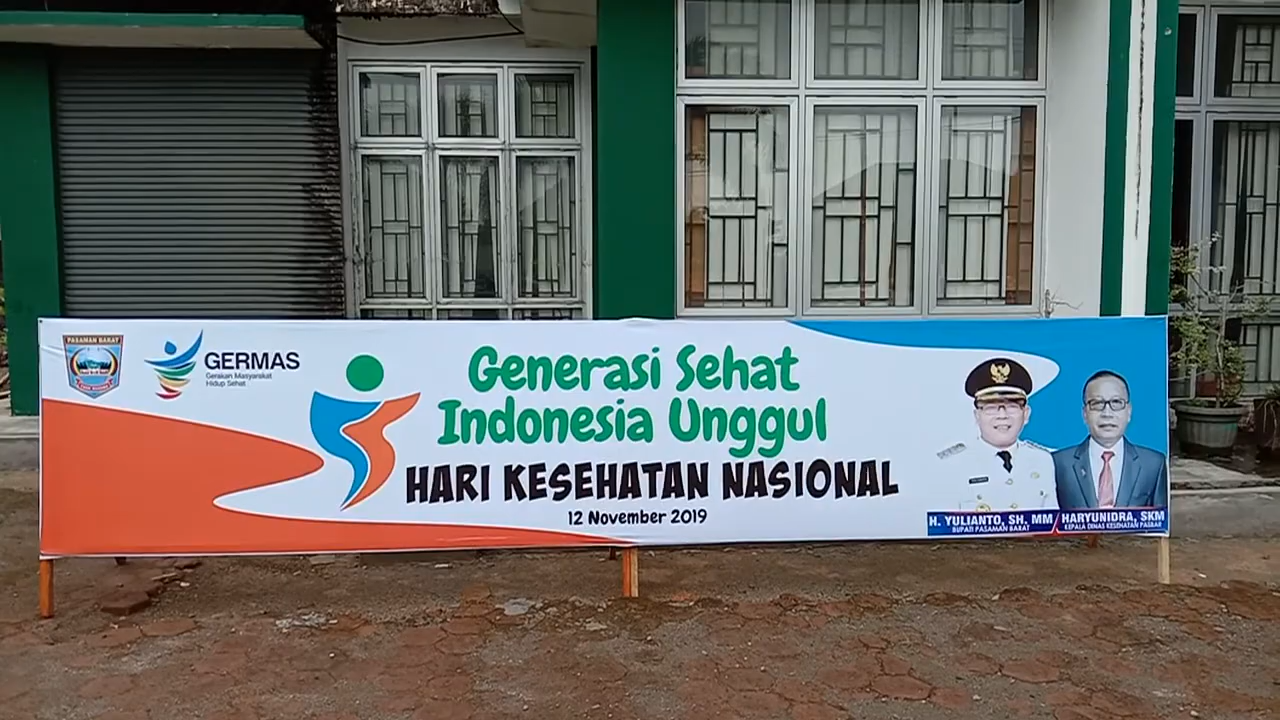 PASAMAN BARAT
GERMAS
Gerakan Masyarakat
Hidup Sehat
Generasi Sehat
Indonesia Unggul
HARI KESEHATAN NASIONAL
12 November 2019
H. YULIANTO, SH, MM
BUPATI PASAMAN BARAT
HARYUNIDRA, SKM
KEPALA DINAS KESEHATAN PASBAR